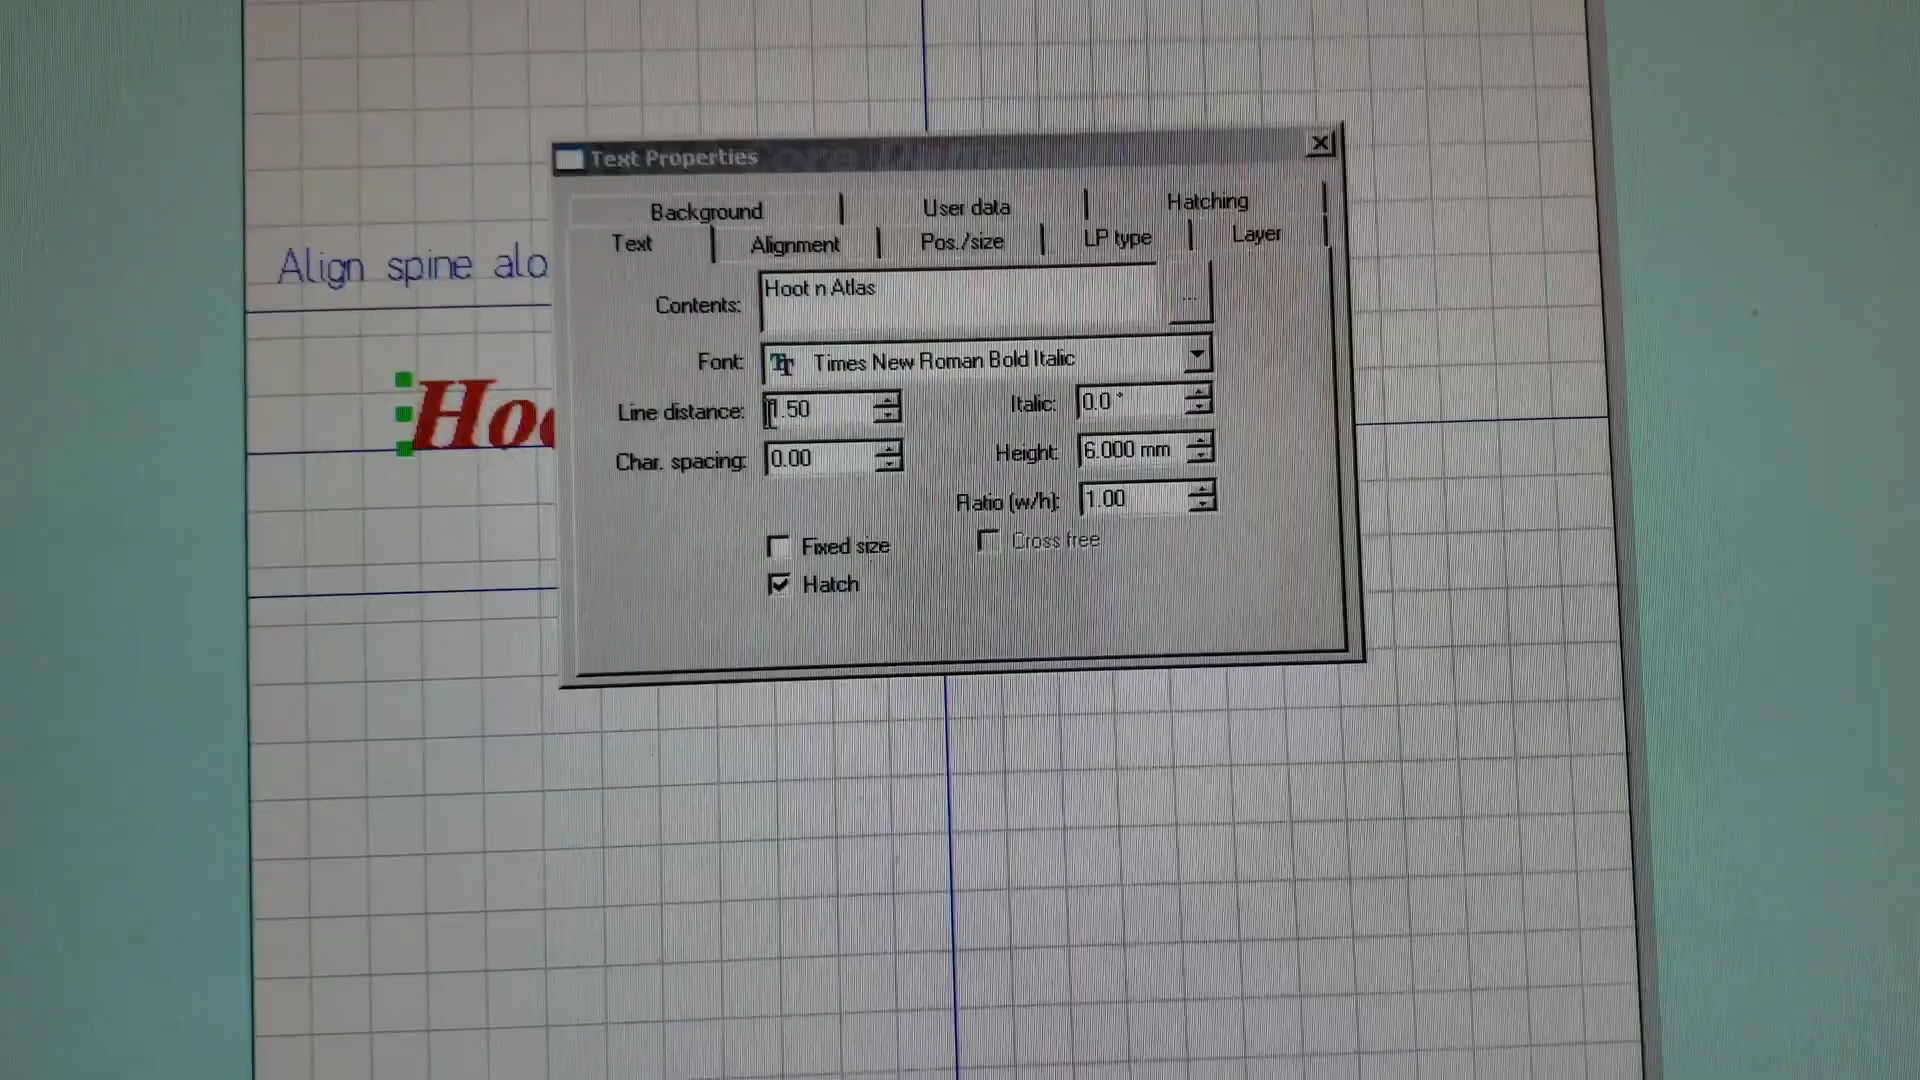 Text Properties
Background User data Hatching
Text Alignment Pos./size LP type Layer
Align spine alo
Contents: Hoot n Atlas ...
Font: Times New Roman Bold Italic
Hoo
Line distance: 1.50 Italic: 0.0 °
Char. spacing: 0.00 Height: 6.000 mm
Ratio (w/h): 1.00
Fixed size Cross free
Hatch